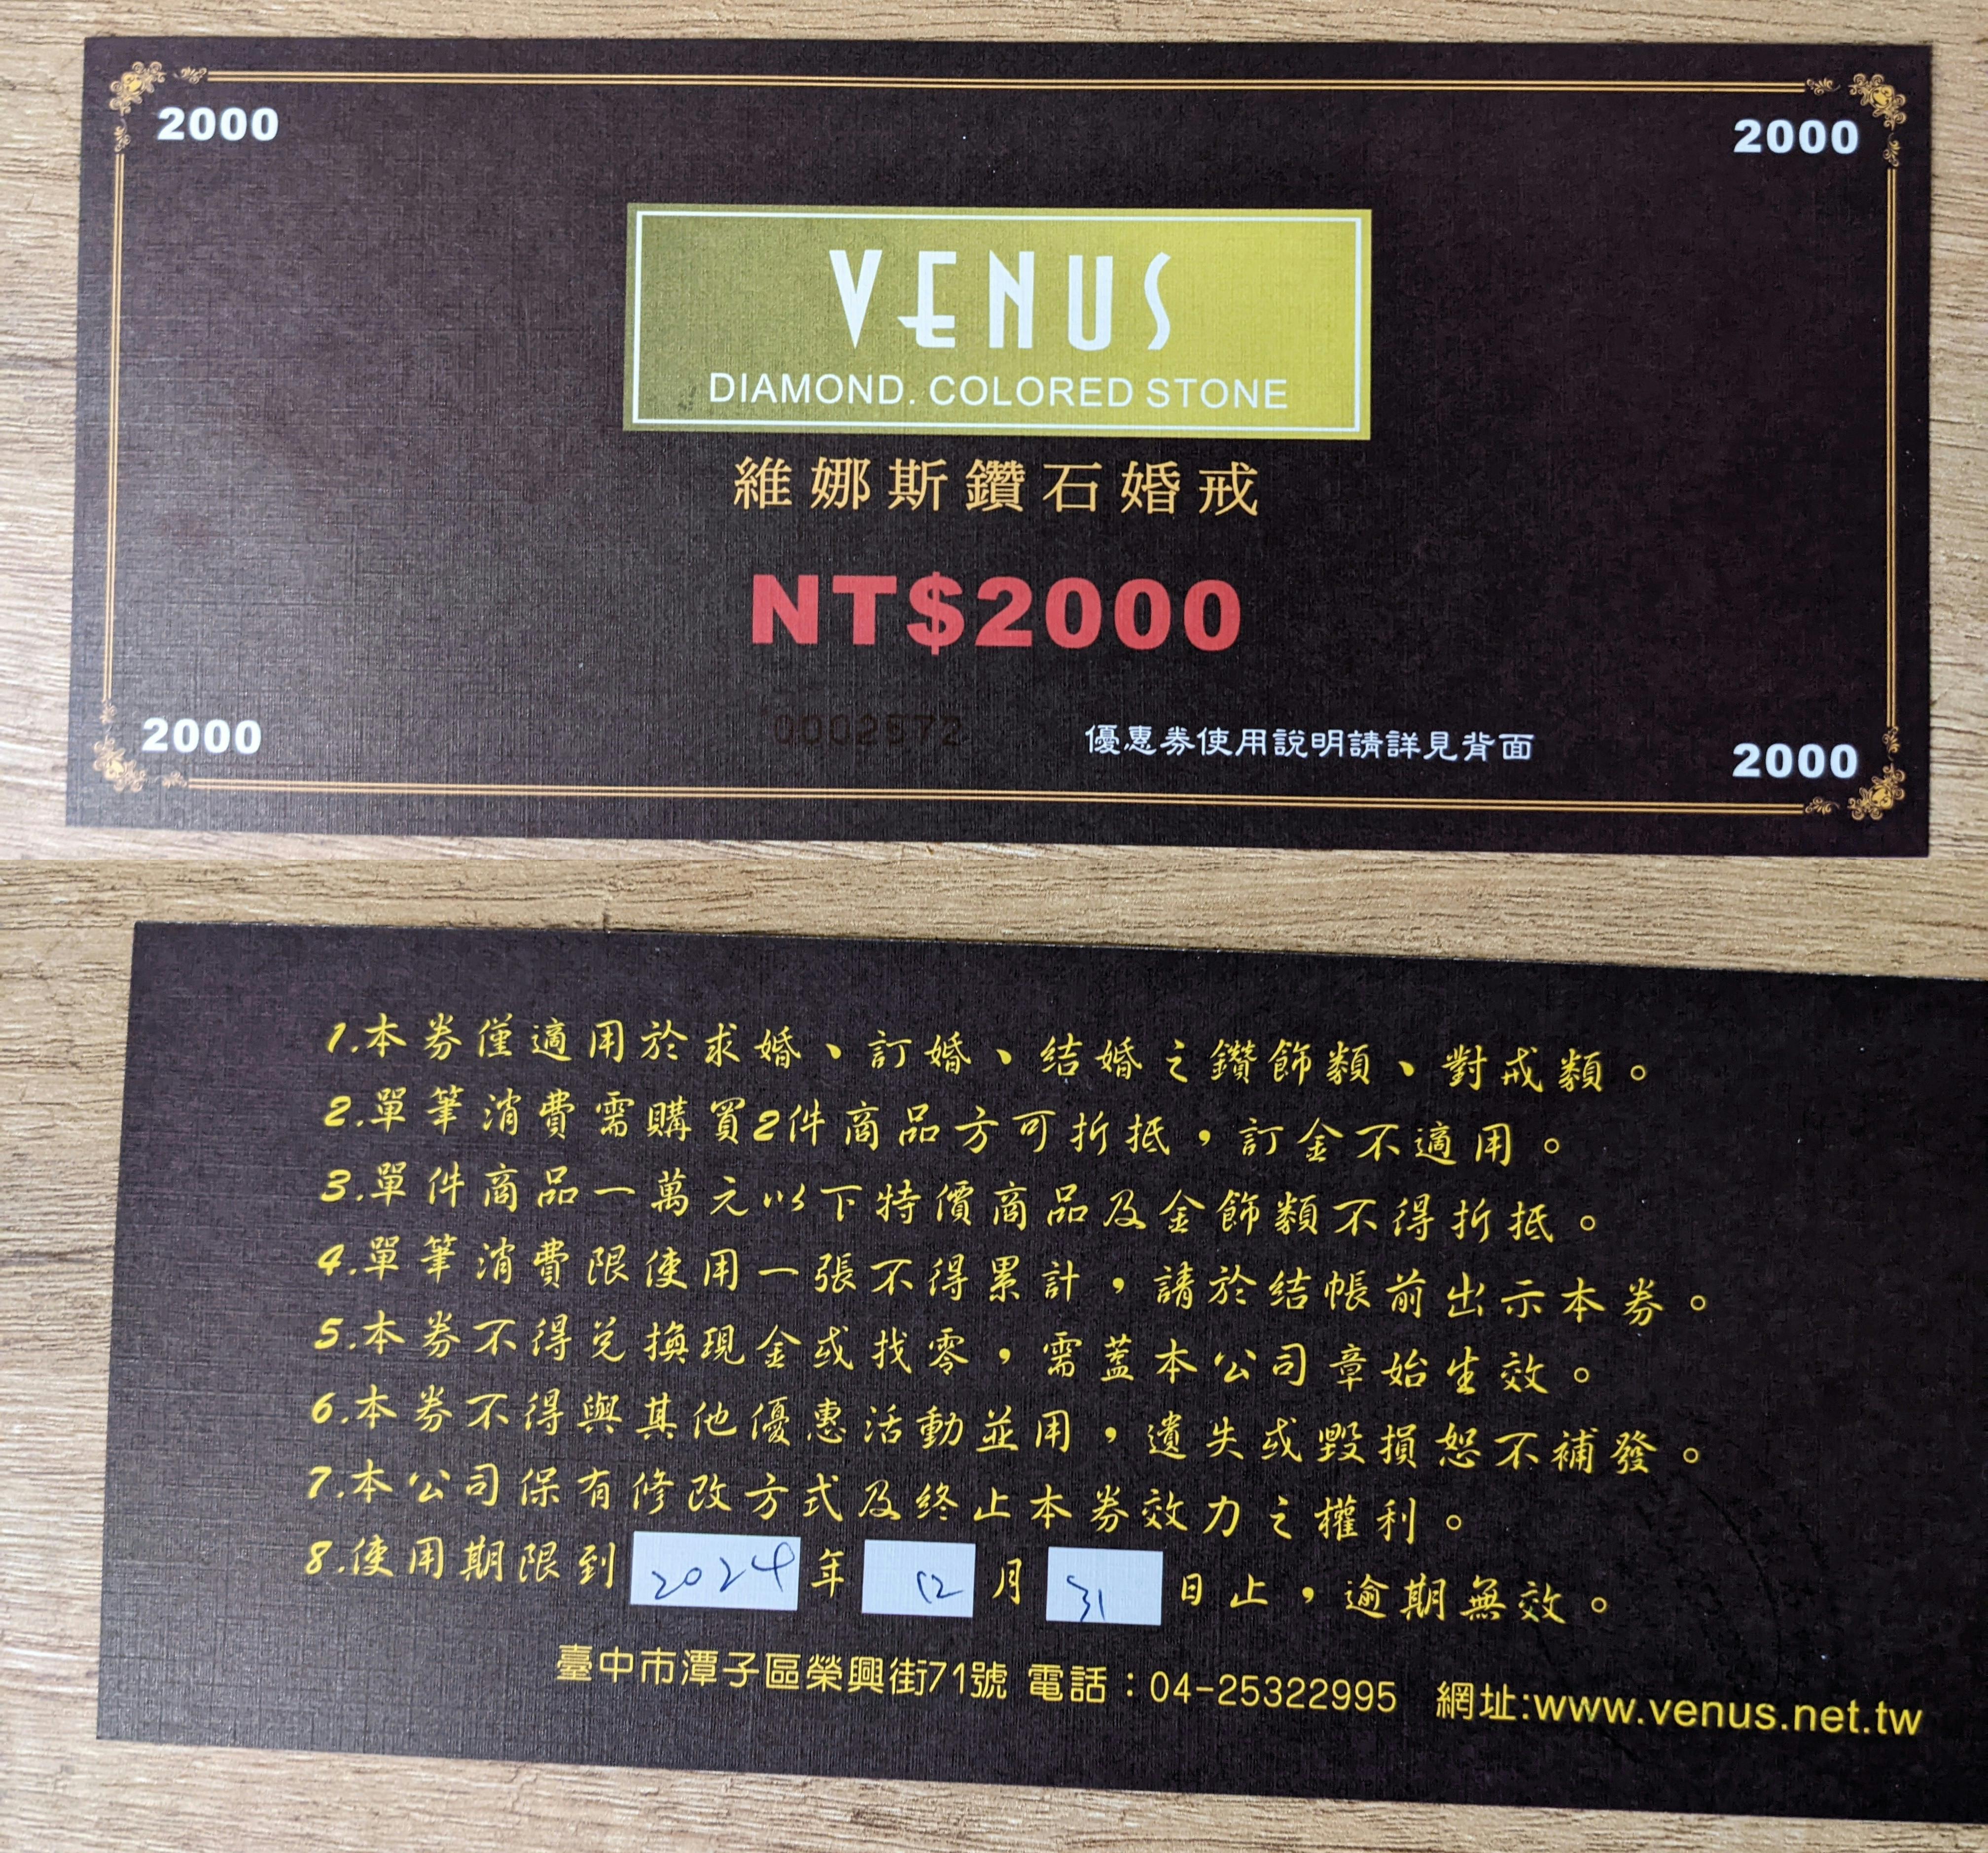 2000
2000
VENUS
DIAMOND. COLORED STONE
維娜斯鑽石婚戒
NT$2000
0002572
優惠券使用說明請詳見背面
2000
2000
1.本券僅適用於求婚、訂婚、結婚之鑽飾類、對戒類。
2.單筆消費需購買2件商品方可折抵，訂金不適用。
3.單件商品一萬元以下特價商品及金飾類不得折抵。
4.單筆消費限使用一張不得累計，請於結帳前出示本券。
5.本券不得兌換現金或找零，需蓋本公司章始生效。
6.本券不得與其他優惠活動並用，遺失或毀損恕不補發。
7.本公司保有修改方式及終止本券效力之權利。
8.使用期限到 2024 年 12 月 31 日止，逾期無效。
臺中市潭子區榮興街71號 電話：04-25322995 網址:www.venus.net.tw